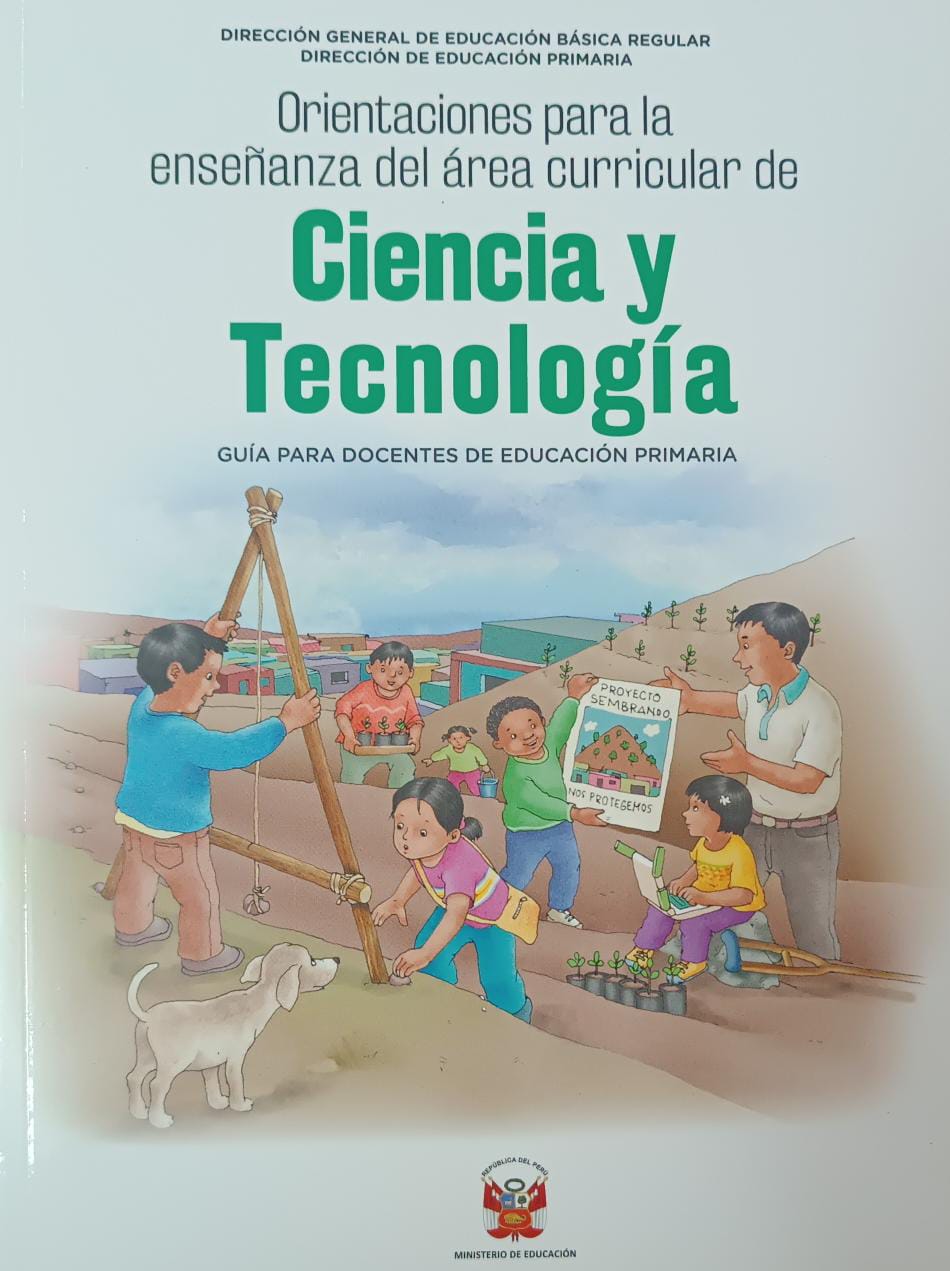 DIRECCIÓN GENERAL DE EDUCACIÓN BÁSICA REGULAR
DIRECCIÓN DE EDUCACIÓN PRIMARIA
Orientaciones para la
enseñanza del área curricular de
Ciencia y
Tecnología
GUÍA PARA DOCENTES DE EDUCACIÓN PRIMARIA
PROYECTO
SEMBRANDO
NOS PROTEGEMOS
REPÚBLICA DEL PERÚ
MINISTERIO DE EDUCACIÓN